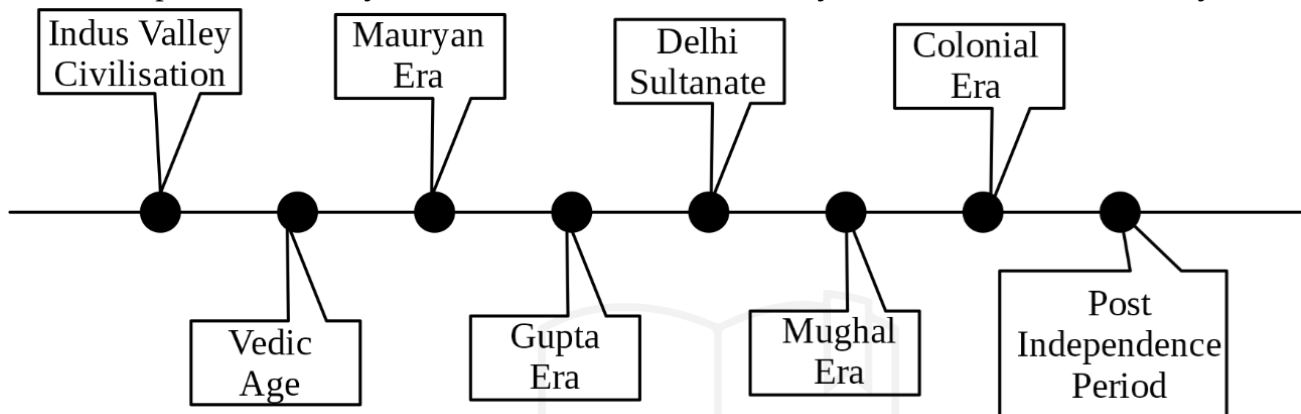 Indus Valley
Civilisation
Vedic
Age
Mauryan
Era
Gupta
Era
Delhi
Sultanate
Mughal
Era
Colonial
Era
Post
Independence
Period